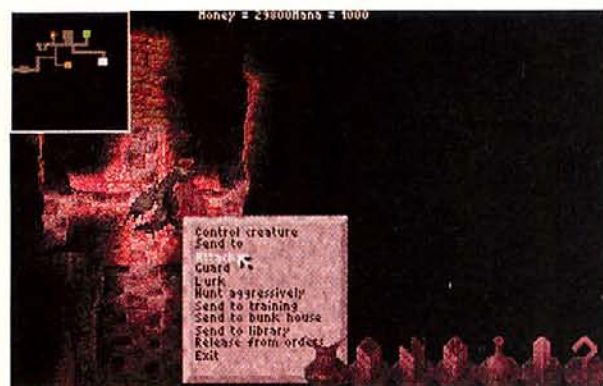 Money = 29800Mana = 1000
Control creature
Send to
Attack
Guard
Lurk
Hunt aggressively
Send to training
Send to bunk house
Send to library
Release from orders
Exit